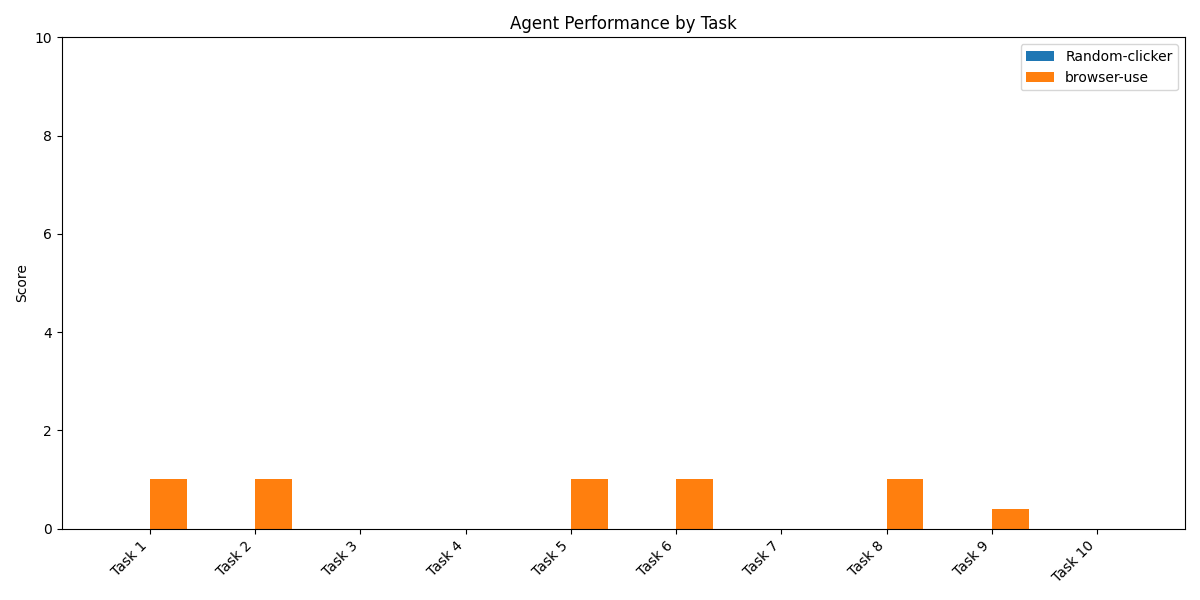 Agent Performance by Task
10
8
6
4
2
0
Score
Random-clicker
browser-use
Task 1
Task 2
Task 3
Task 4
Task 5
Task 6
Task 7
Task 8
Task 9
Task 10